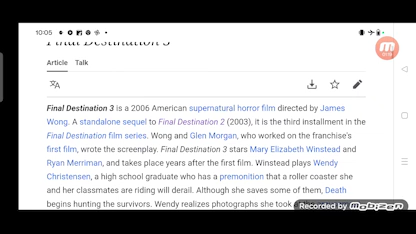 10:05
Final Destination 3
Article Talk
Final Destination 3 is a 2006 American supernatural horror film directed by James
Wong. A standalone sequel to Final Destination 2 (2003), it is the third installment in the
Final Destination film series. Wong and Glen Morgan, who worked on the franchise's
first film, wrote the screenplay. Final Destination 3 stars Mary Elizabeth Winstead and
Ryan Merriman, and takes place years after the first film. Winstead plays Wendy
Christensen, a high school graduate who has a premonition that a roller coaster she
and her classmates are riding will derail. Although she saves some of them, Death
begins hunting the survivors. Wendy realizes photographs she took
Recorded by Mobizen